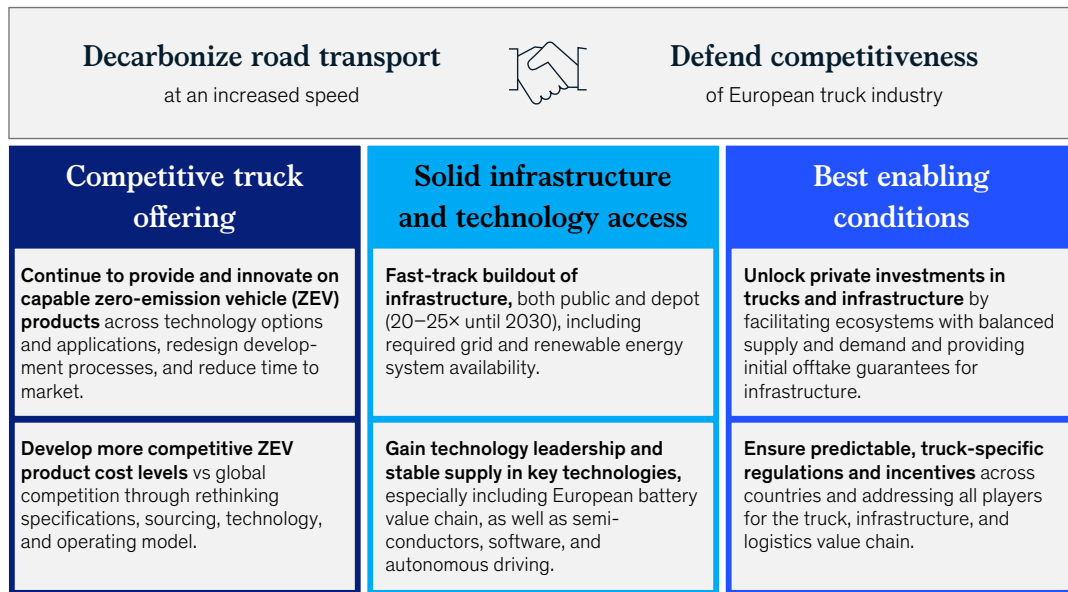 Decarbonize road transport
at an increased speed
Defend competitiveness
of European truck industry
Competitive truck
offering
Continue to provide and innovate on
capable zero-emission vehicle (ZEV)
products across technology options
and applications, redesign develop-
ment processes, and reduce time to
market.
Develop more competitive ZEV
product cost levels vs global
competition through rethinking
specifications, sourcing, technology,
and operating model.
Solid infrastructure
and technology access
Fast-track buildout of
infrastructure, both public and depot
(20–25× until 2030), including
required grid and renewable energy
system availability.
Gain technology leadership and
stable supply in key technologies,
especially including European battery
value chain, as well as semi-
conductors, software, and
autonomous driving.
Best enabling
conditions
Unlock private investments in
trucks and infrastructure by
facilitating ecosystems with balanced
supply and demand and providing
initial offtake guarantees for
infrastructure.
Ensure predictable, truck-specific
regulations and incentives across
countries and addressing all players
for the truck, infrastructure, and
logistics value chain.